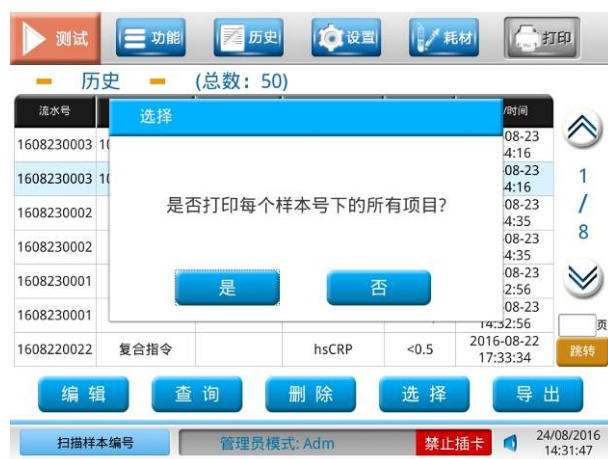 测试 功能 历史 设置 耗材 打印
历史 (总数: 50)
流水号 /时间
选择
1608230003 10 08-23
4:16
1608230003 10 08-23
4:16
1608230002 08-23
4:35
1608230002 08-23
4:35
1608230001 08-23
2:56
1608230001 08-23
14:32:56
是否打印每个样本号下的所有项目?
是 否
1608220022 复合指令 hsCRP <0.5 2016-08-22
17:33:34
1
/
8
页
跳转
编辑 查询 删除 选择 导出
扫描样本编号 管理员模式: Adm 禁止插卡 24/08/2016
14:31:47